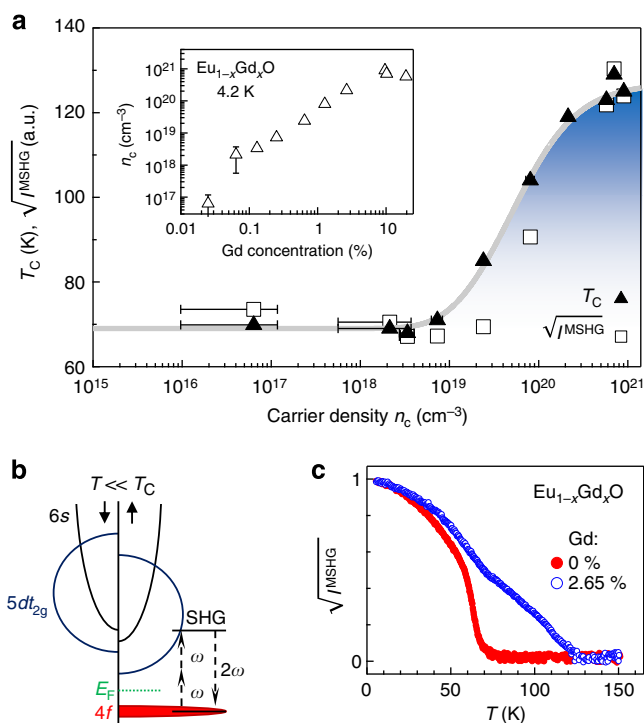 a
T_C (K), √I^MSHG (a.u.)
140
120
100
80
60
10^15 10^16 10^17 10^18 10^19 10^20 10^21
Carrier density n_c (cm^−3)
Eu_1−xGd_xO
4.2 K
n_c (cm^−3)
10^21
10^20
10^19
10^18
10^17
0.01 0.1 1 10
Gd concentration (%)
T_C
√I^MSHG
b
T << T_C
6s
5dt_2g
SHG
ω
2ω
ω
E_F
4f
c
Eu_1−xGd_xO
Gd:
0 %
2.65 %
√I^MSHG
1
0
0 50 100 150
T (K)